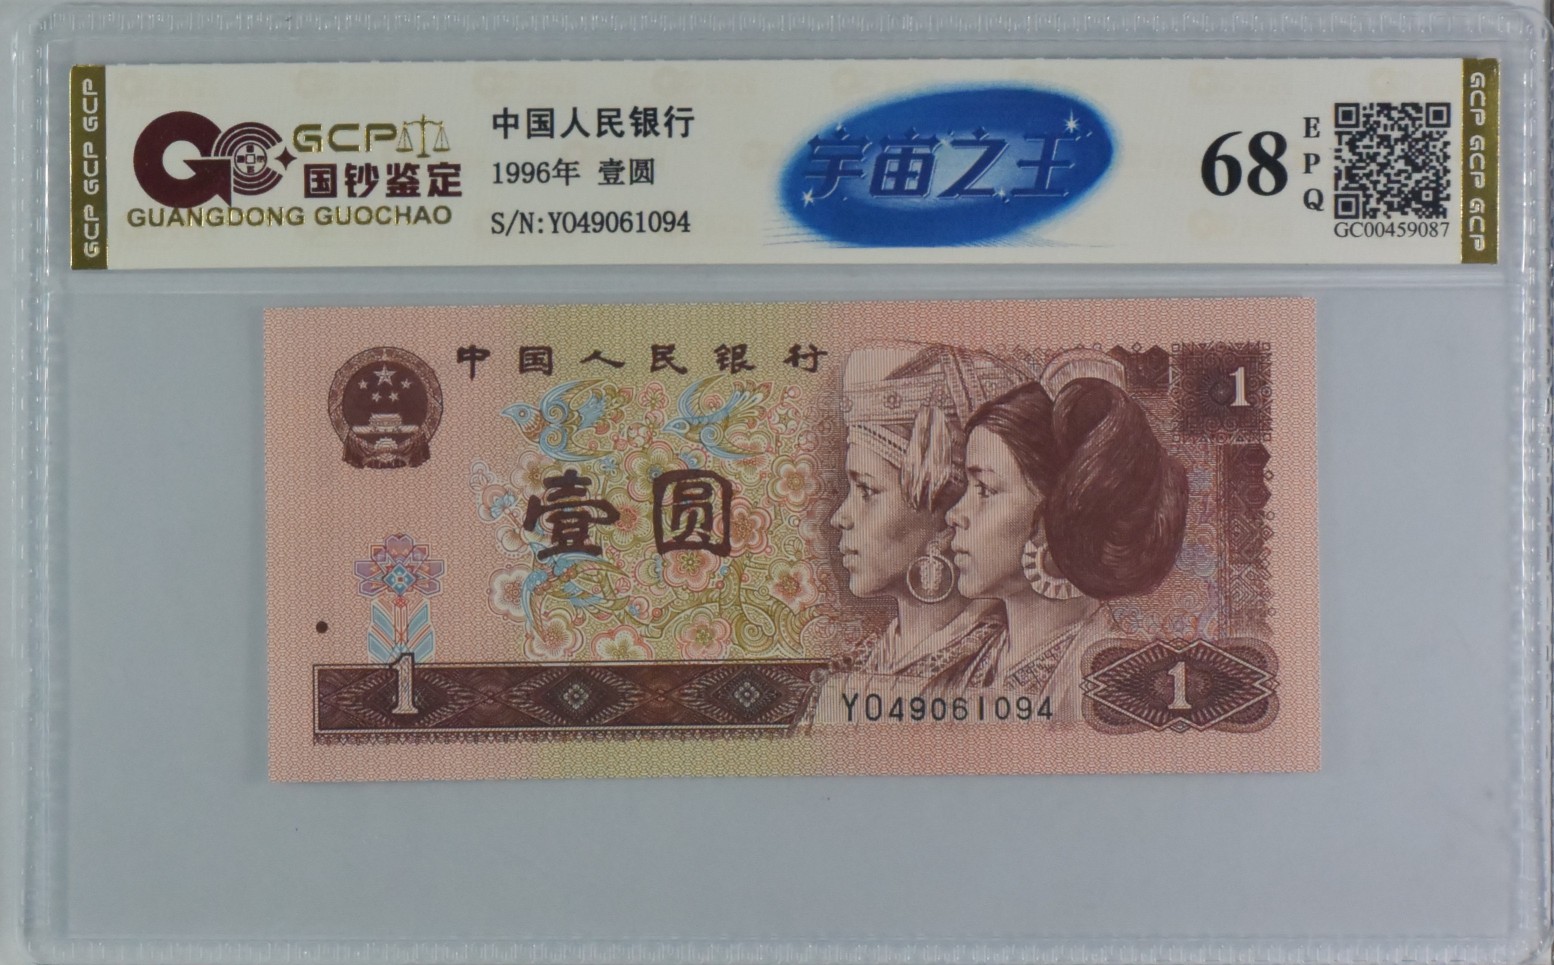 GCP GCP GCP
GCP
国钞鉴定
GUANGDONG GUOCHAO
中国人民银行
1996年 壹圆
S/N:Y049061094
宇宙之王
68
EPQ
GC00459087
GCP GCP GCP
中国人民银行
1
壹圆
1
Y049061094
1